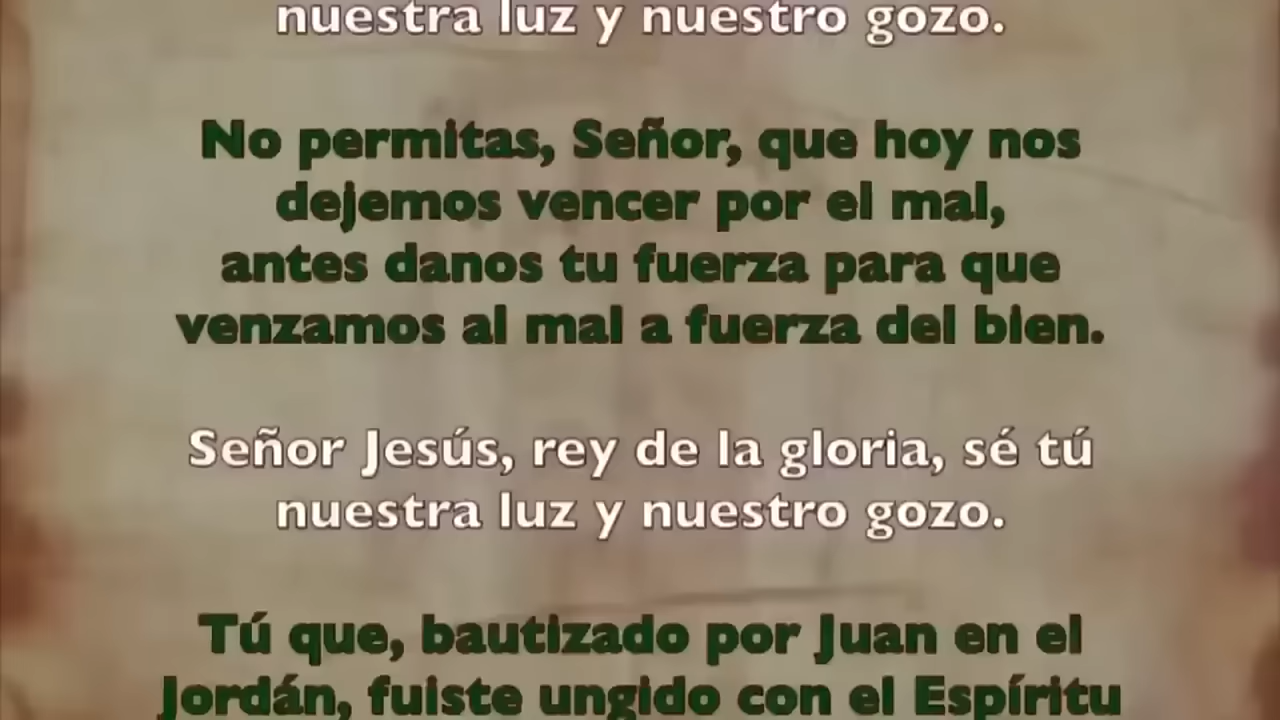 nuestra luz y nuestro gozo.
No permitas, Señor, que hoy nos
dejemos vencer por el mal,
antes danos tu fuerza para que
venzamos al mal a fuerza del bien.
Señor Jesús, rey de la gloria, sé tú
nuestra luz y nuestro gozo.
Tú que, bautizado por Juan en el
Jordán, fuiste ungido con el Espíritu